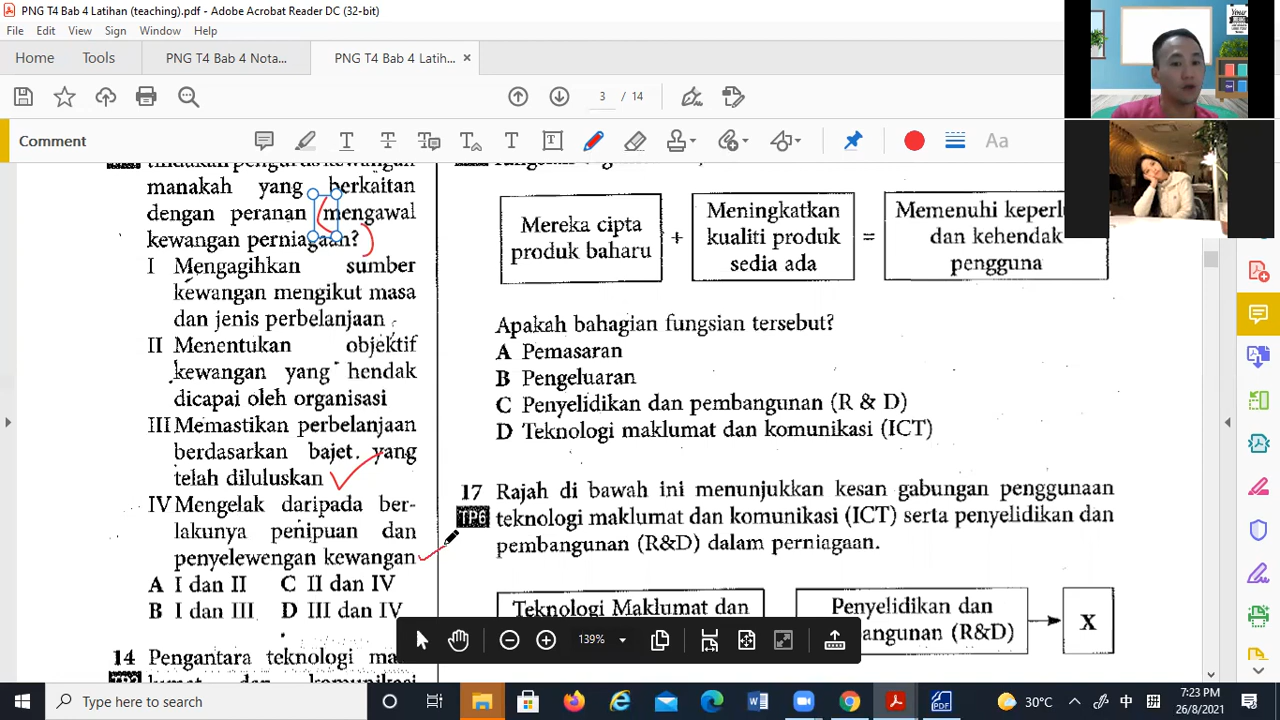 PNG T4 Bab 4 Latihan (teaching).pdf - Adobe Acrobat Reader DC (32-bit)
File Edit View Sign Window Help
Home Tools PNG T4 Bab 4 Nota... PNG T4 Bab 4 Latih... ×
3 / 14
Comment
Aa
manakah yang berkaitan
dengan peranan mengawal
kewangan perniagaan?
I Mengagihkan sumber
kewangan mengikut masa
dan jenis perbelanjaan
II Menentukan objektif
kewangan yang hendak
dicapai oleh organisasi
III Memastikan perbelanjaan
berdasarkan bajet yang
telah diluluskan
IV Mengelak daripada ber-
lakunya penipuan dan
penyelewengan kewangan
A I dan II C II dan IV
B I dan III D III dan IV
14 Pengantara teknologi
Mereka cipta
produk baharu
+
Meningkatkan
kualiti produk
sedia ada
=
Memenuhi
dan kehendak
pengguna
Apakah bahagian fungsian tersebut?
A Pemasaran
B Pengeluaran
C Penyelidikan dan pembangunan (R & D)
D Teknologi maklumat dan komunikasi (ICT)
17 Rajah di bawah ini menunjukkan kesan gabungan penggunaan
TP6 teknologi maklumat dan komunikasi (ICT) serta penyelidikan dan
pembangunan (R&D) dalam perniagaan.
Teknologi Maklumat dan
Penyelidikan dan
(R&D)
X
139%
Type here to search
30°C
中
拼
7:23 PM
26/8/2021